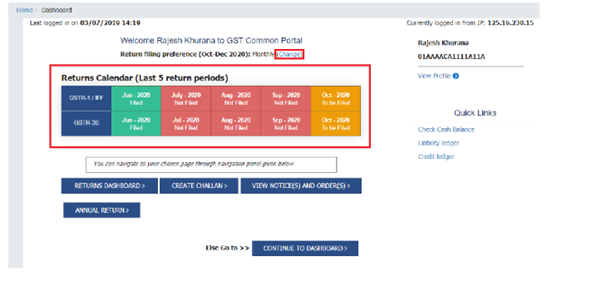 Home › Dashboard
Last logged in on 03/07/2019 14:19
Currently logged in from IP: 125.16.230.15
Welcome Rajesh Khurana to GST Common Portal
Return filing preference (Oct-Dec 2020): Monthly (Change)
Rajesh Khurana
01AAAACA1111A11A
View Profile
Returns Calendar (Last 5 return periods)
GSTR-1 / IFF Jun - 2020 Filed July - 2020 Not Filed Aug - 2020 Not Filed Sep - 2020 Not Filed Oct - 2020 To be Filed
GSTR-3B Jun - 2020 Filed Jul - 2020 Not Filed Aug - 2020 Not Filed Sep - 2020 Not Filed Oct - 2020 To be Filed
Quick Links
Check Cash Balance
Liability ledger
Credit ledger
You can navigate to your chosen page through navigation panel given below
RETURNS DASHBOARD > CREATE CHALLAN > VIEW NOTICE(S) AND ORDER(S) >
ANNUAL RETURN >
Else Go to >> CONTINUE TO DASHBOARD >